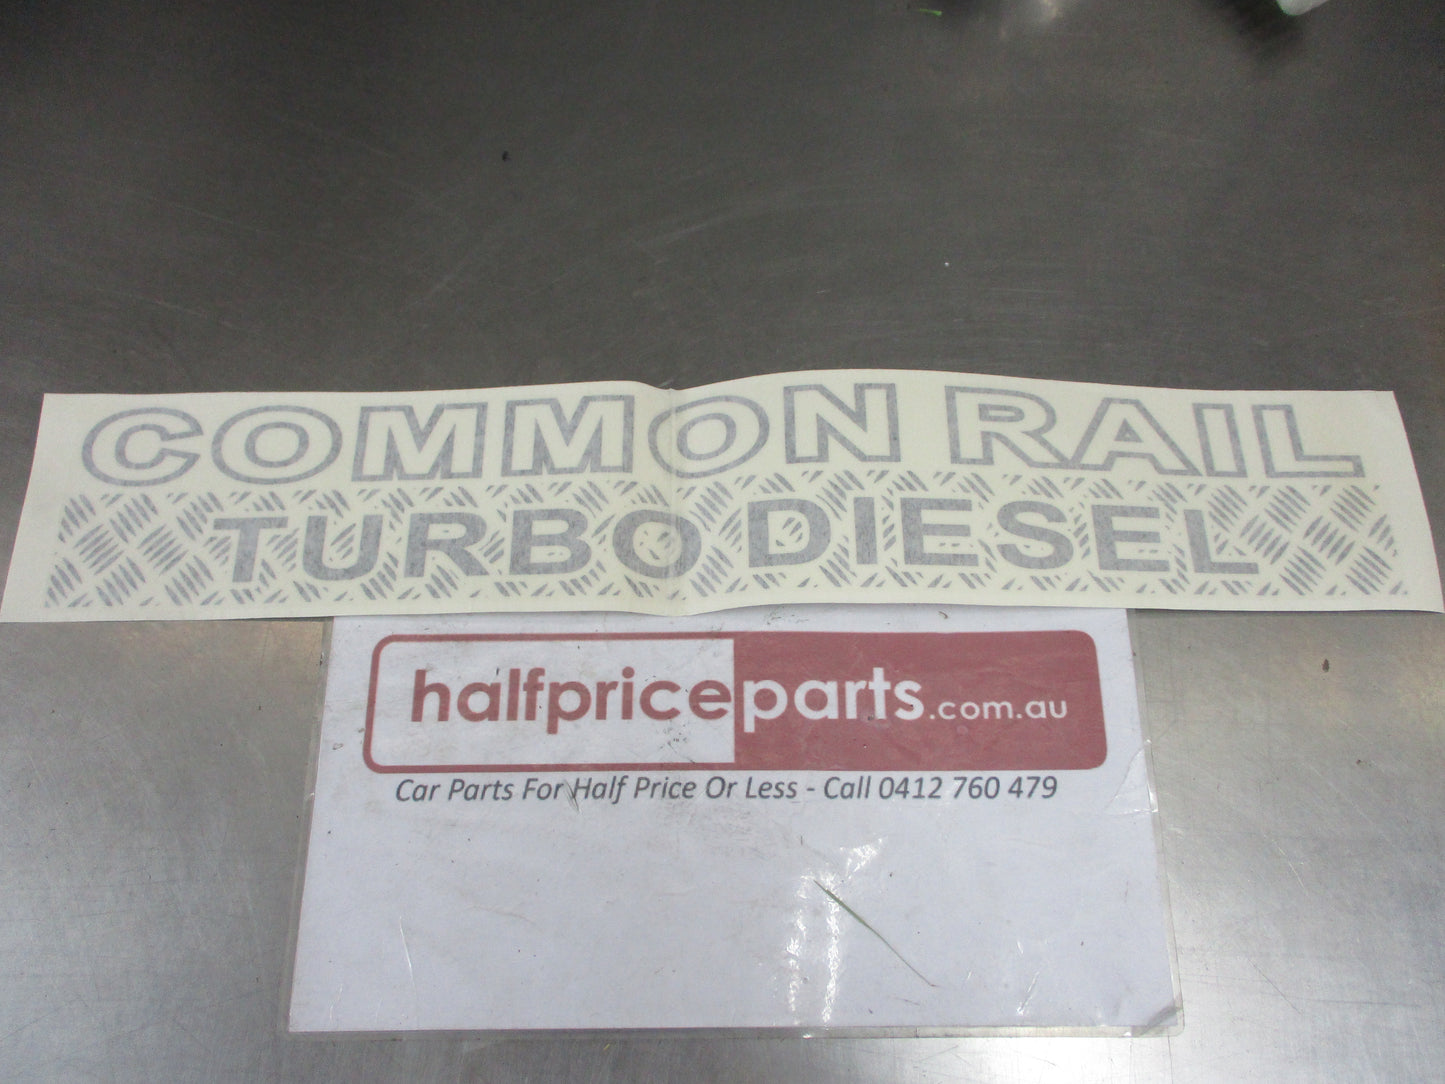 COMMON RAIL
TURBO DIESEL
halfpriceparts.com.au
Car Parts For Half Price Or Less - Call 0412 760 479